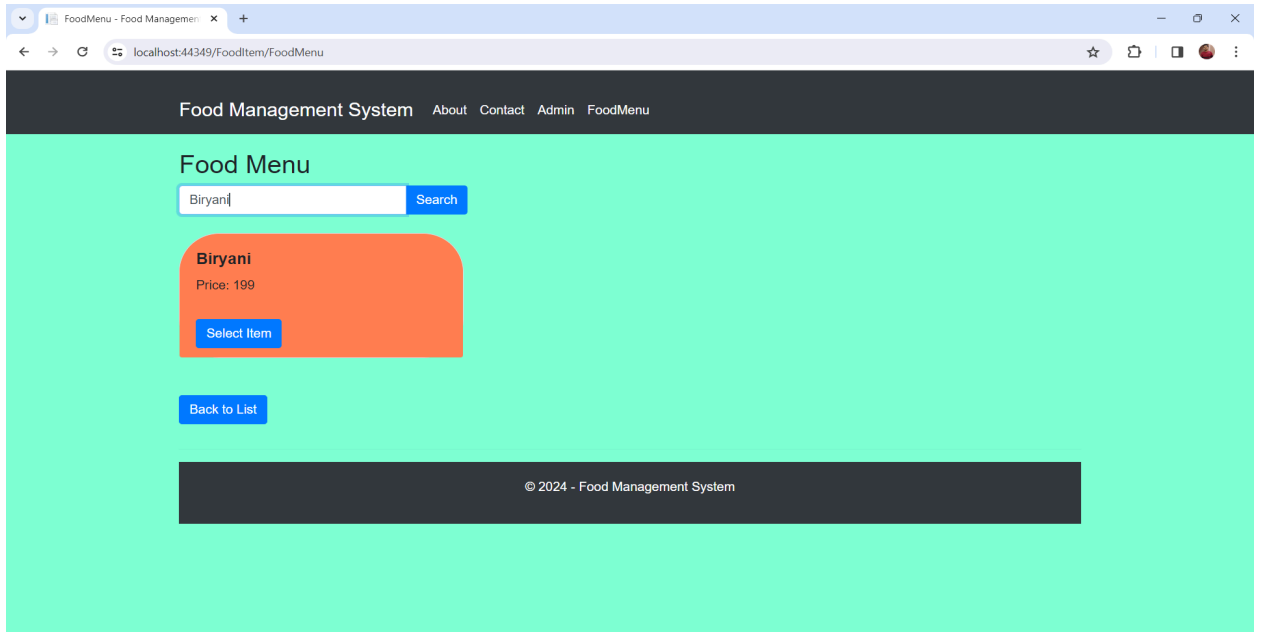 FoodMenu - Food Managemen
localhost:44349/FoodItem/FoodMenu
Food Management System About Contact Admin FoodMenu
Food Menu
Biryani Search
Biryani
Price: 199
Select Item
Back to List
© 2024 - Food Management System